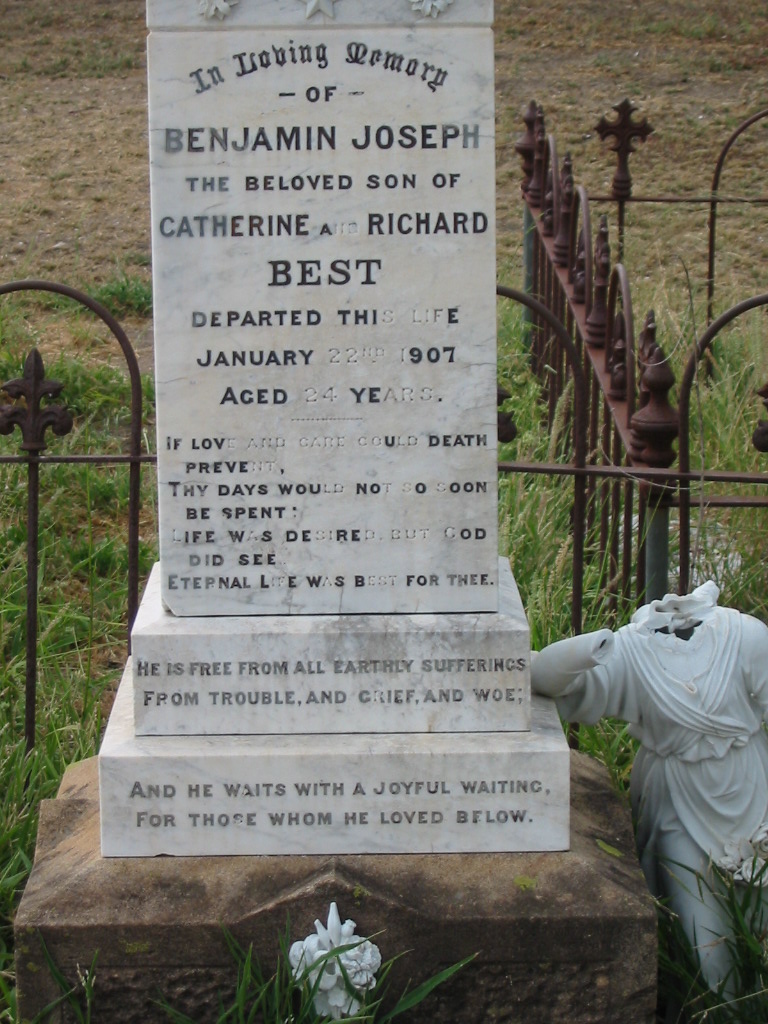 In Loving Memory
- OF -
BENJAMIN JOSEPH
THE BELOVED SON OF
CATHERINE AND RICHARD
BEST
DEPARTED THIS LIFE
JANUARY 22ND 1907
AGED 24 YEARS.
IF LOVE AND CARE COULD DEATH
PREVENT,
THY DAYS WOULD NOT SO SOON
BE SPENT:
LIFE WAS DESIRED, BUT GOD
DID SEE
ETERNAL LIFE WAS BEST FOR THEE.
HE IS FREE FROM ALL EARTHLY SUFFERINGS
FROM TROUBLE, AND GRIEF, AND WOE;
AND HE WAITS WITH A JOYFUL WAITING,
FOR THOSE WHOM HE LOVED BELOW.